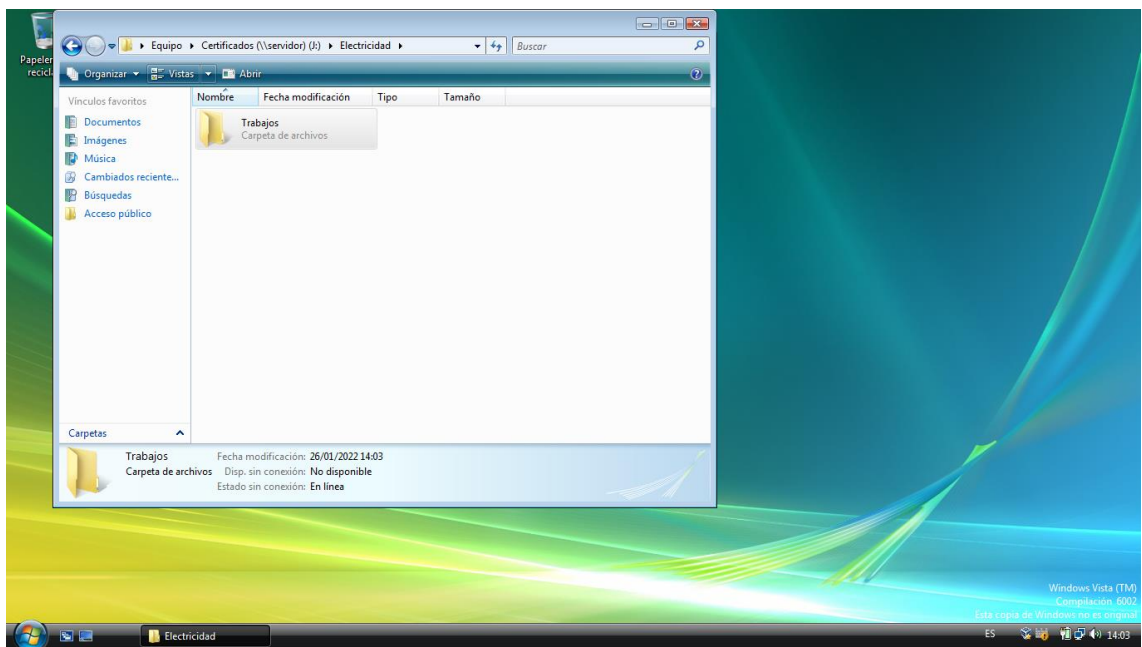 Papeler
recicl
Equipo Certificados (\\servidor) (J:) Electricidad
Buscar
Organizar Vistas Abrir
Vínculos favoritos
Documentos
Imágenes
Música
Cambiados reciente...
Búsquedas
Acceso público
Carpetas
Nombre Fecha modificación Tipo Tamaño
Trabajos
Carpeta de archivos
Trabajos Fecha modificación: 26/01/2022 14:03
Carpeta de archivos Disp. sin conexión: No disponible
Estado sin conexión: En línea
Windows Vista (TM)
Compilación 6002
Esta copia de Windows no es original
Electricidad
ES 14:03